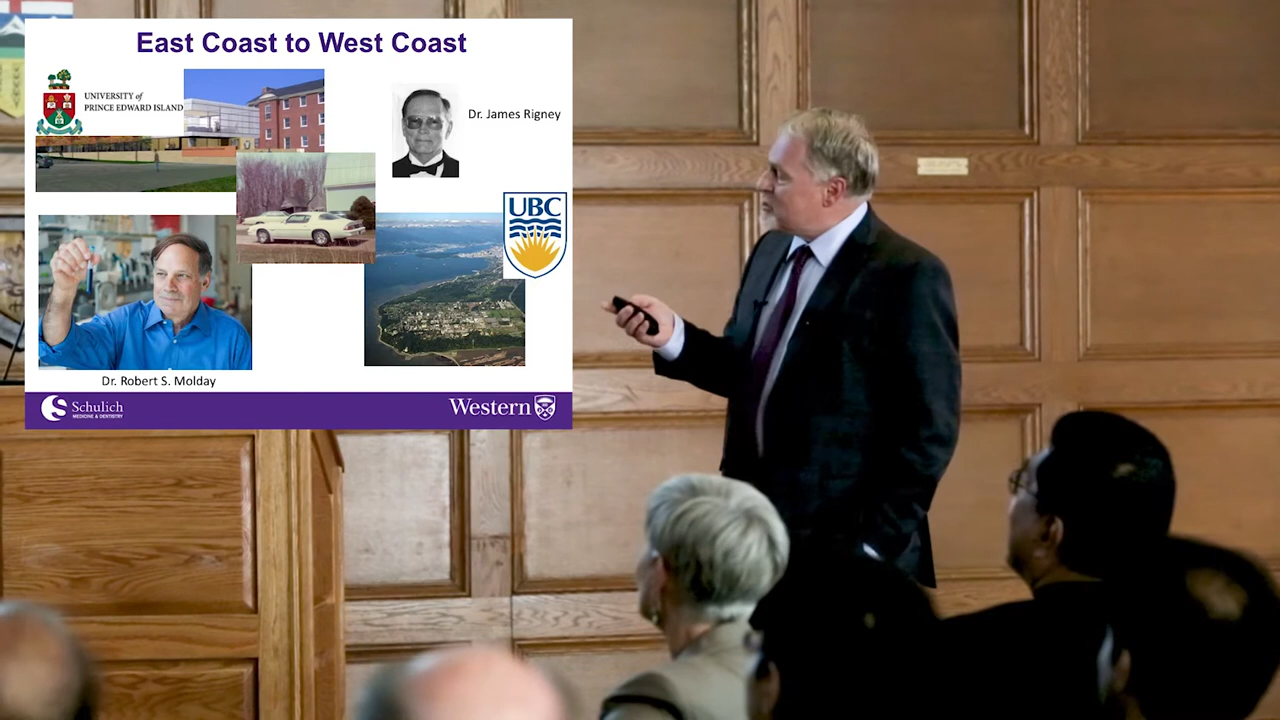 East Coast to West Coast
UNIVERSITY of
PRINCE EDWARD ISLAND
Dr. James Rigney
UBC
Dr. Robert S. Molday
Schulich
MEDICINE & DENTISTRY
Western